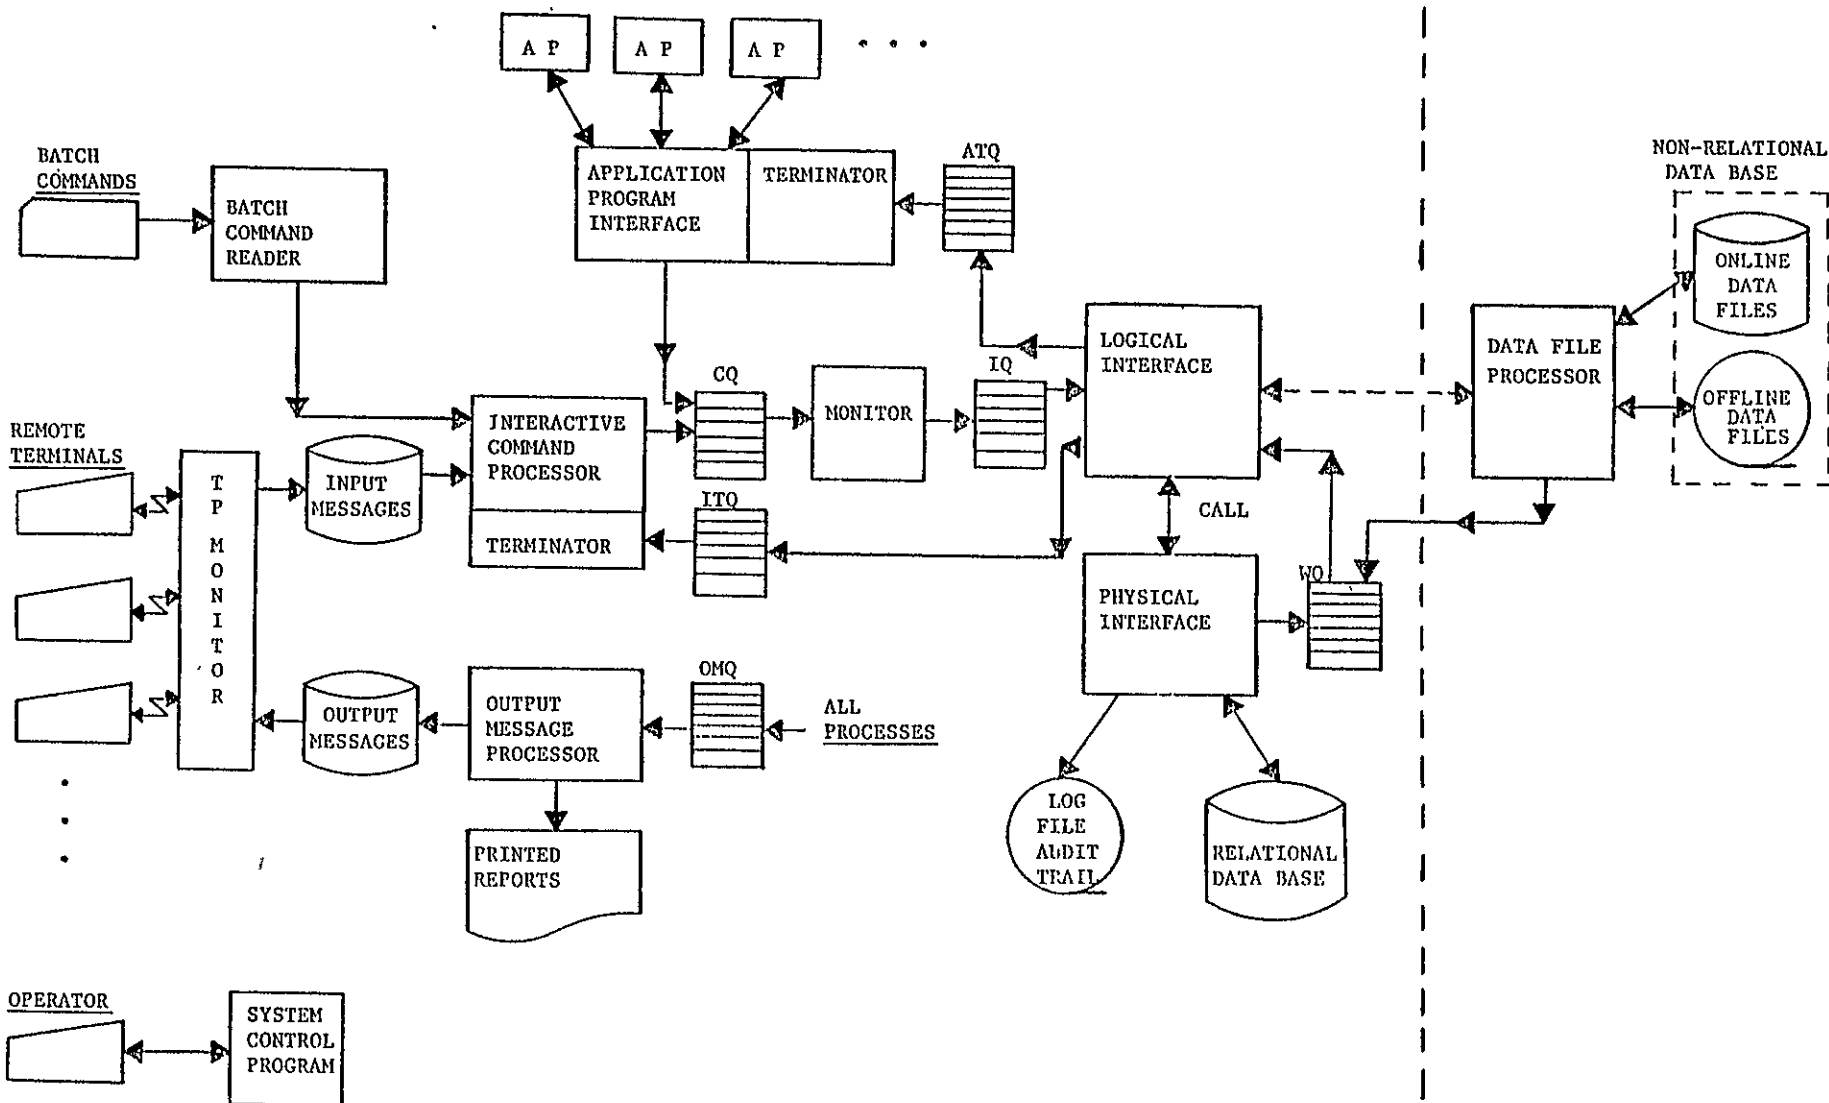 A P
A P
A P
• • •
BATCH
COMMANDS
BATCH
COMMAND
READER
APPLICATION
PROGRAM
INTERFACE
TERMINATOR
ATQ
NON-RELATIONAL
DATA BASE
ONLINE
DATA
FILES
OFFLINE
DATA
FILES
DATA FILE
PROCESSOR
LOGICAL
INTERFACE
IQ
MONITOR
CQ
INTERACTIVE
COMMAND
PROCESSOR
TERMINATOR
ITQ
REMOTE
TERMINALS
TP MONITOR
INPUT
MESSAGES
CALL
PHYSICAL
INTERFACE
WQ
OUTPUT
MESSAGES
OUTPUT
MESSAGE
PROCESSOR
OMQ
ALL
PROCESSES
PRINTED
REPORTS
LOG
FILE
AUDIT
TRAIL
RELATIONAL
DATA BASE
OPERATOR
SYSTEM
CONTROL
PROGRAM